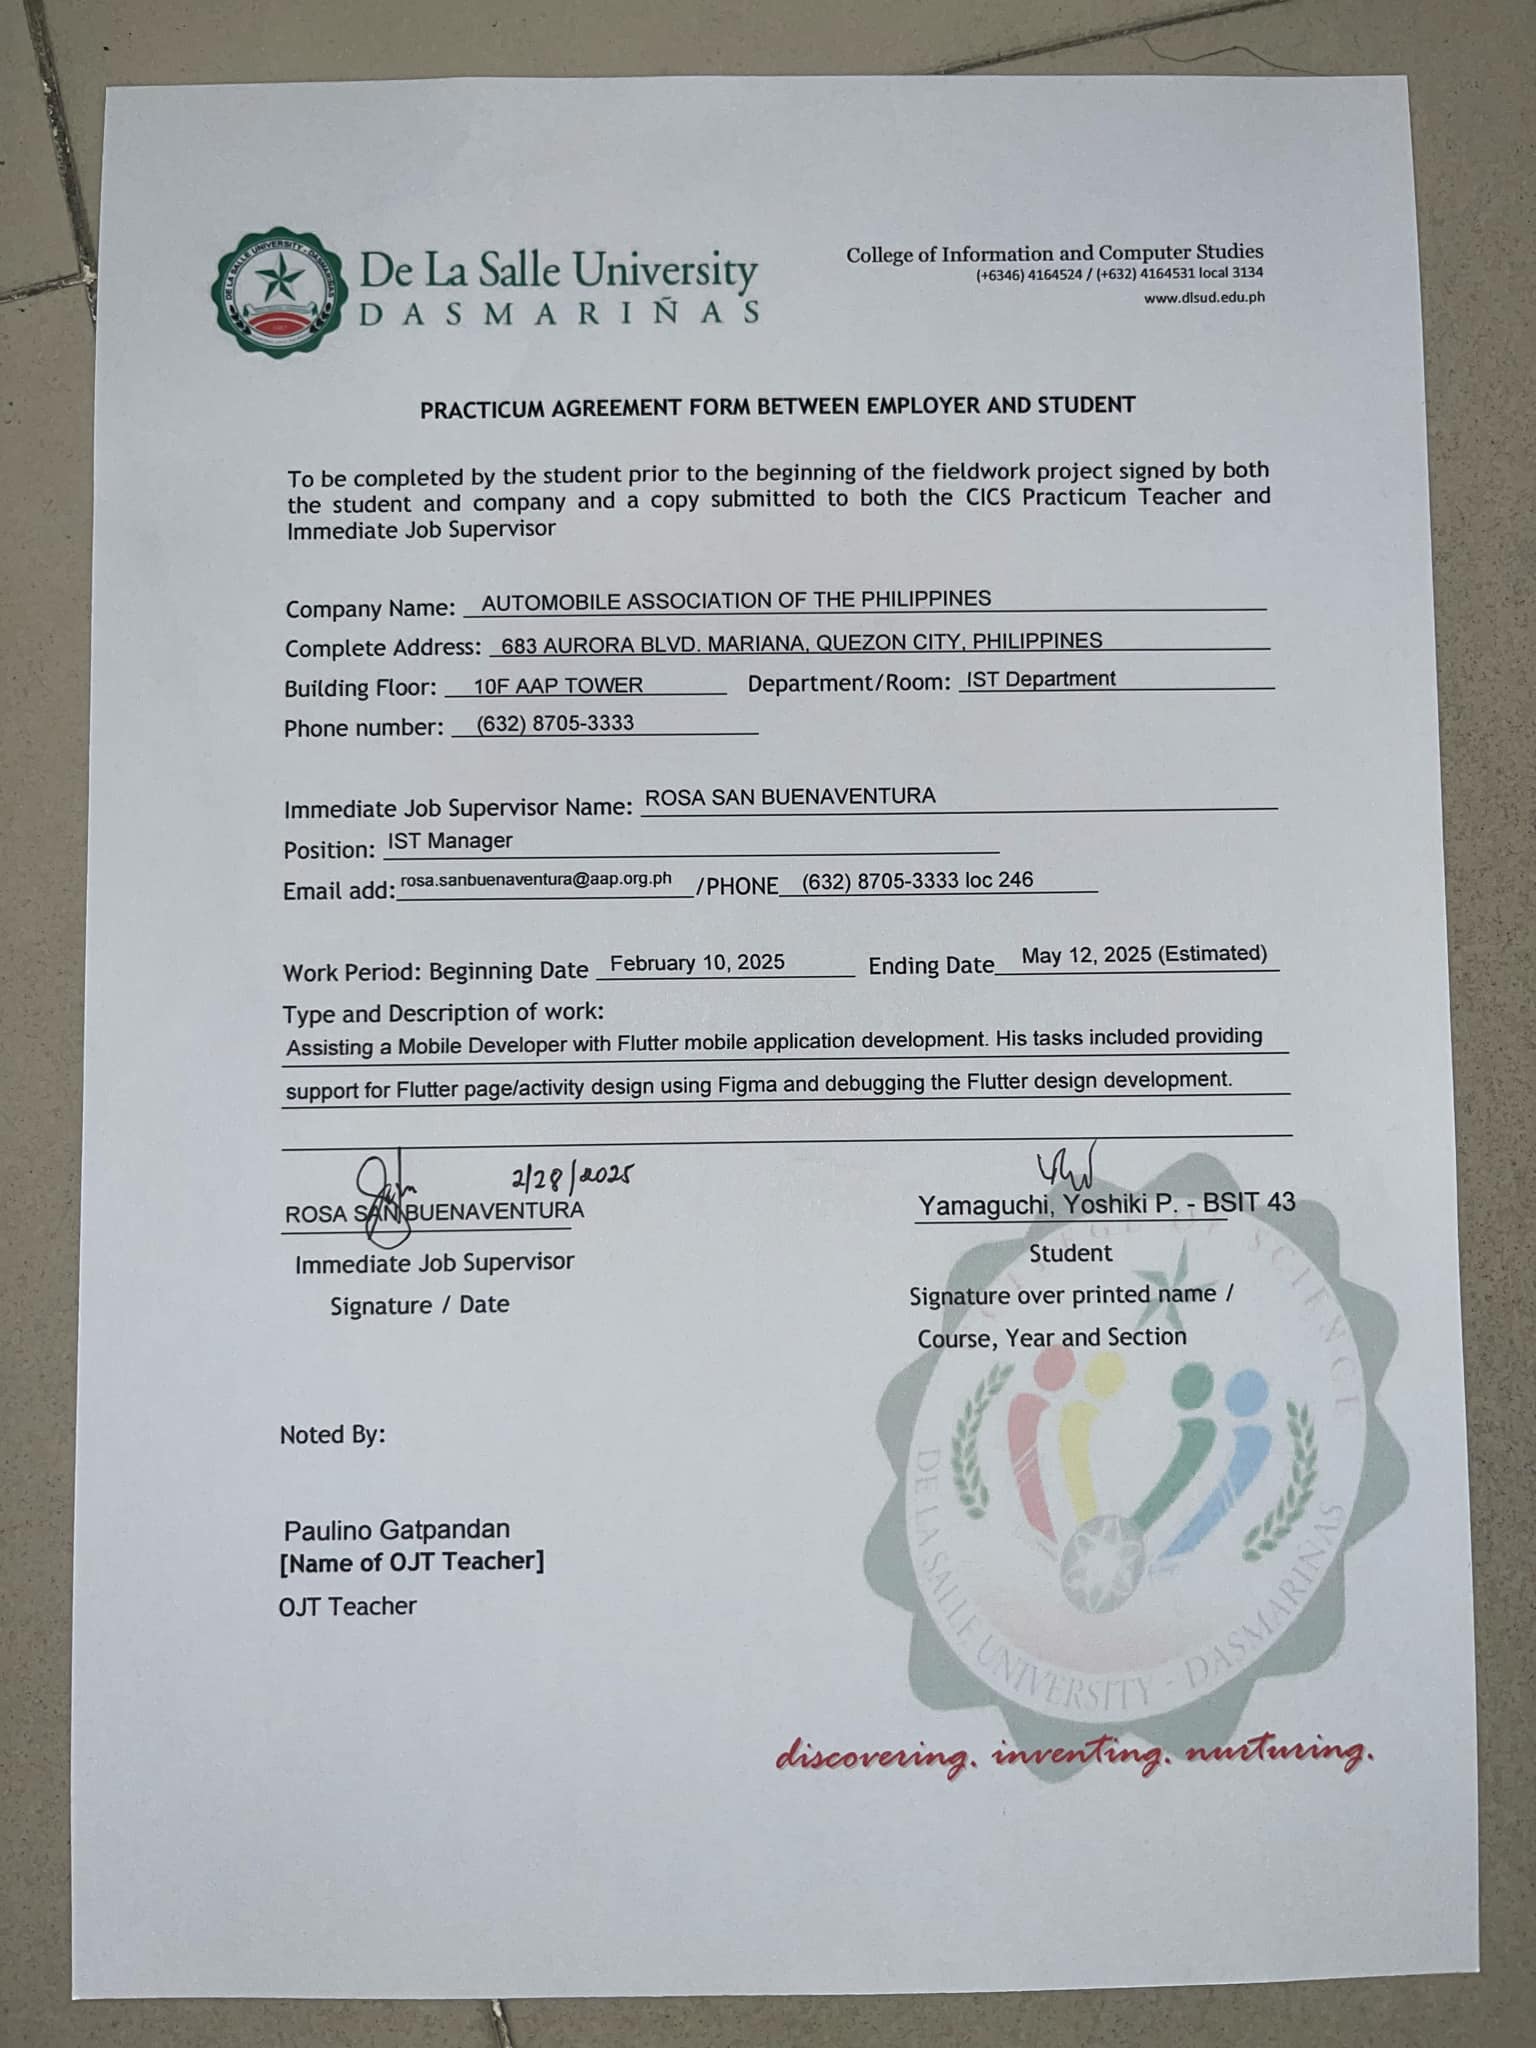 De La Salle University
DASMARIÑAS
College of Information and Computer Studies
(+6346) 4164524 / (+632) 4164531 local 3134
www.dlsud.edu.ph
PRACTICUM AGREEMENT FORM BETWEEN EMPLOYER AND STUDENT
To be completed by the student prior to the beginning of the fieldwork project signed by both
the student and company and a copy submitted to both the CICS Practicum Teacher and
Immediate Job Supervisor
Company Name: AUTOMOBILE ASSOCIATION OF THE PHILIPPINES
Complete Address: 683 AURORA BLVD. MARIANA, QUEZON CITY, PHILIPPINES
Building Floor: 10F AAP TOWER Department/Room: IST Department
Phone number: (632) 8705-3333
Immediate Job Supervisor Name: ROSA SAN BUENAVENTURA
Position: IST Manager
Email add: rosa.sanbuenaventura@aap.org.ph /PHONE (632) 8705-3333 loc 246
Work Period: Beginning Date February 10, 2025 Ending Date May 12, 2025 (Estimated)
Type and Description of work:
Assisting a Mobile Developer with Flutter mobile application development. His tasks included providing
support for Flutter page/activity design using Figma and debugging the Flutter design development.
2/28/2025
ROSA SAN BUENAVENTURA
Immediate Job Supervisor
Signature / Date
Yamaguchi, Yoshiki P. - BSIT 43
Student
Signature over printed name /
Course, Year and Section
Noted By:
Paulino Gatpandan
[Name of OJT Teacher]
OJT Teacher
DE LA SALLE UNIVERSITY - DASMARINAS
discovering. inventing. nurturing.